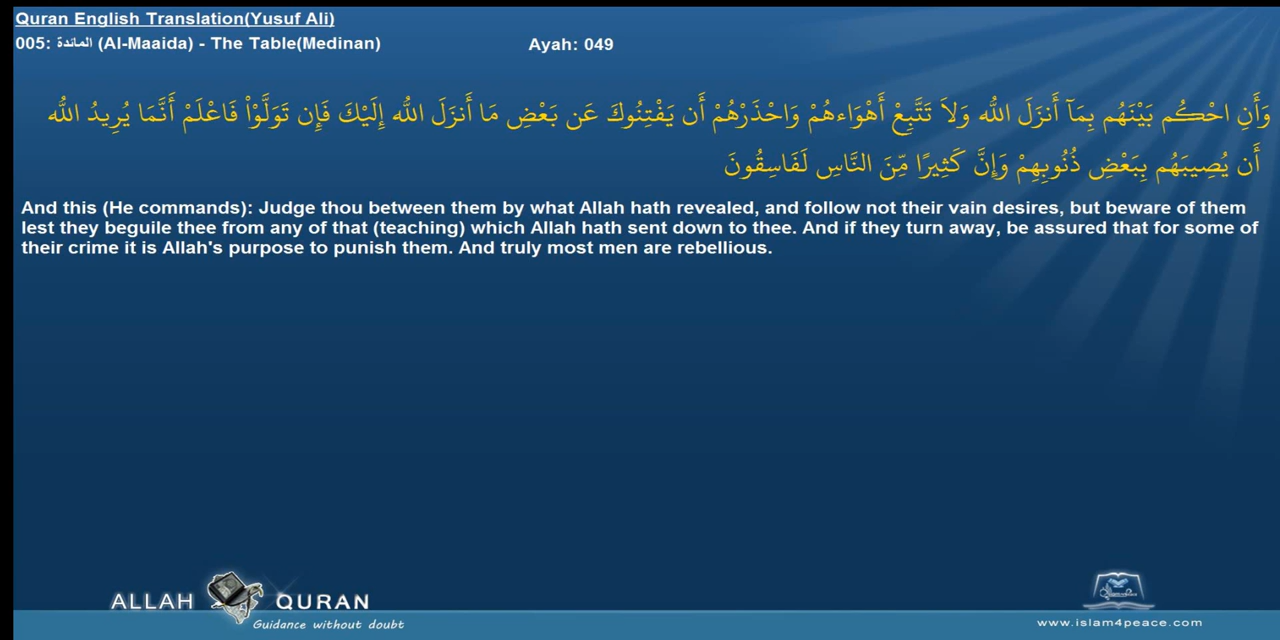 Quran English Translation(Yusuf Ali)
005: المائدة (Al-Maaida) - The Table(Medinan)
Ayah: 049
وَأَنِ احْكُم بَيْنَهُم بِمَآ أَنزَلَ اللّهُ وَلاَ تَتَّبِعْ أَهْوَاءهُمْ وَاحْذَرْهُمْ أَن يَفْتِنُوكَ عَن بَعْضِ مَا أَنزَلَ اللّهُ إِلَيْكَ فَإِن تَوَلَّوْاْ فَاعْلَمْ أَنَّمَا يُرِيدُ اللّهُ
أَن يُصِيبَهُم بِبَعْضِ ذُنُوبِهِمْ وَإِنَّ كَثِيرًا مِّنَ النَّاسِ لَفَاسِقُونَ
And this (He commands): Judge thou between them by what Allah hath revealed, and follow not their vain desires, but beware of them
lest they beguile thee from any of that (teaching) which Allah hath sent down to thee. And if they turn away, be assured that for some of
their crime it is Allah's purpose to punish them. And truly most men are rebellious.
ALLAH QURAN
Guidance without doubt
www.islam4peace.com